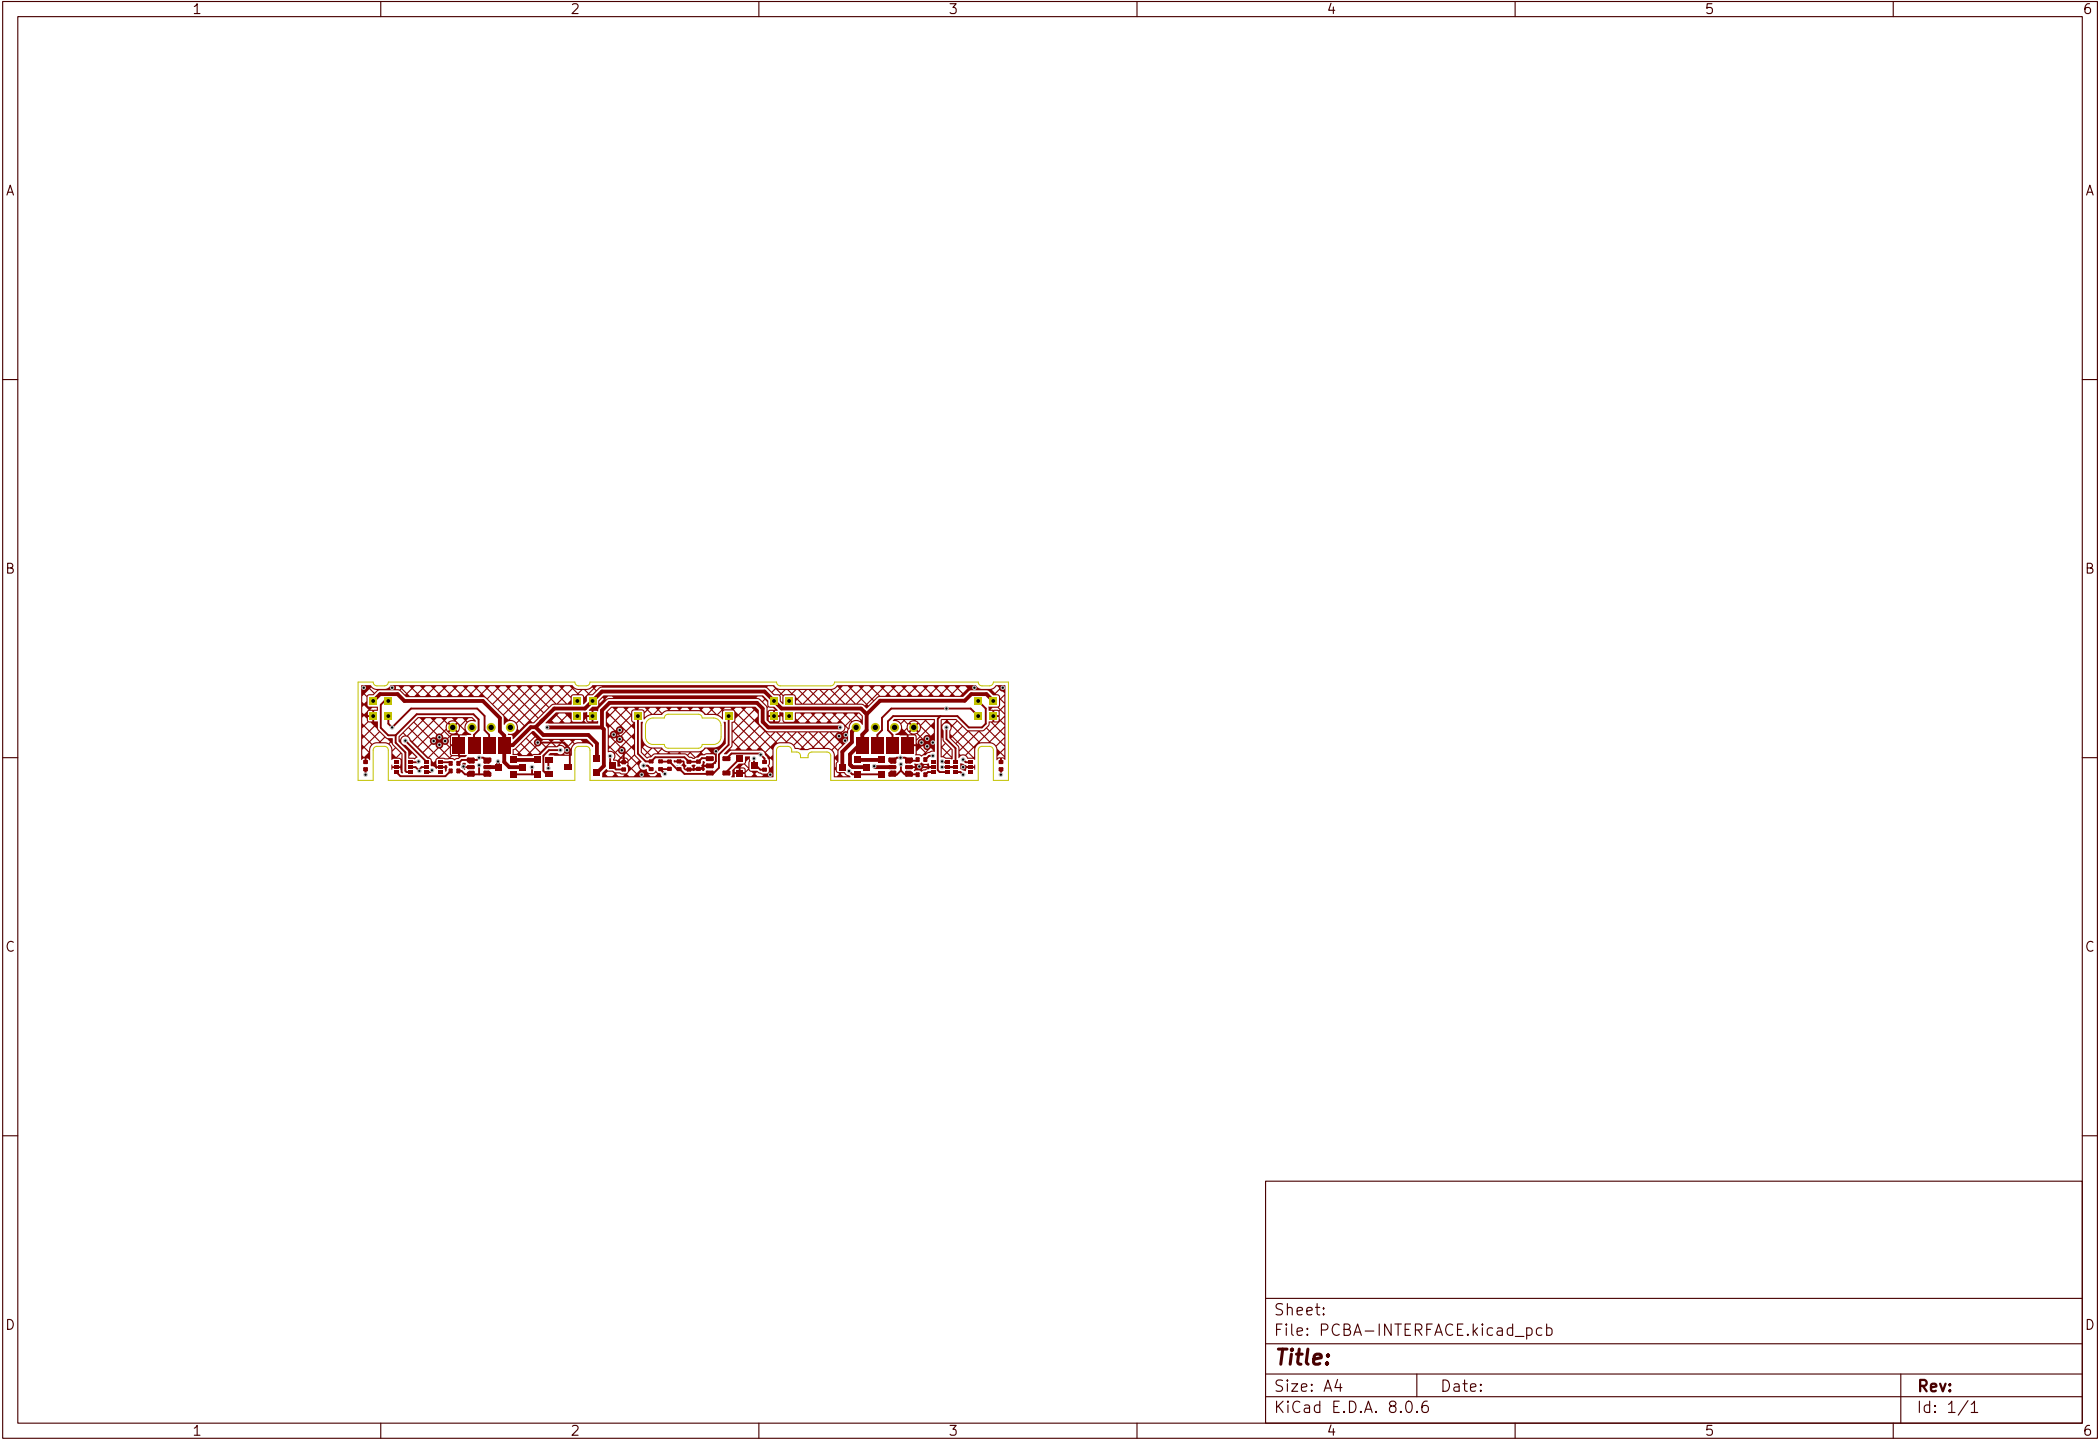 1 2 3 4 5 6
A A
B B
C C
Sheet:
File: PCBA-INTERFACE.kicad_pcb
D D
Title:
Size: A4 Date: Rev:
KiCad E.D.A. 8.0.6 Id: 1/1
1 2 3 4 5 6